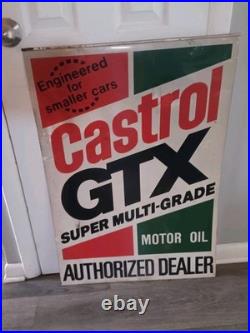 Engineered
for
smaller cars
Castrol
GTX
SUPER MULTI-GRADE
MOTOR OIL
AUTHORIZED DEALER